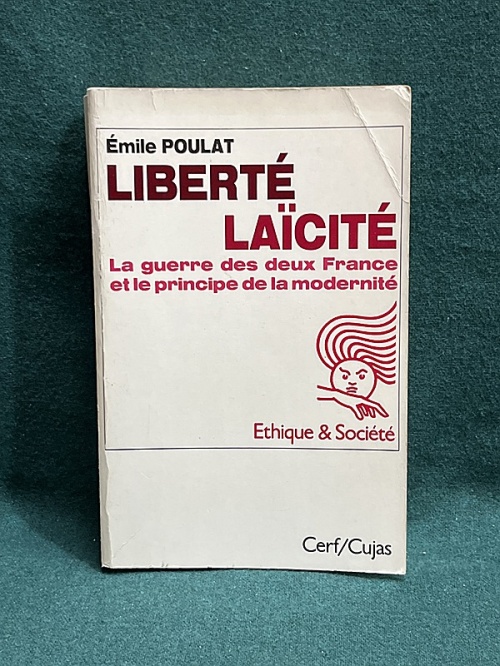 Émile POULAT
LIBERTÉ
LAÏCITÉ
La guerre des deux France
et le principe de la modernité
Ethique & Société
Cerf/Cujas